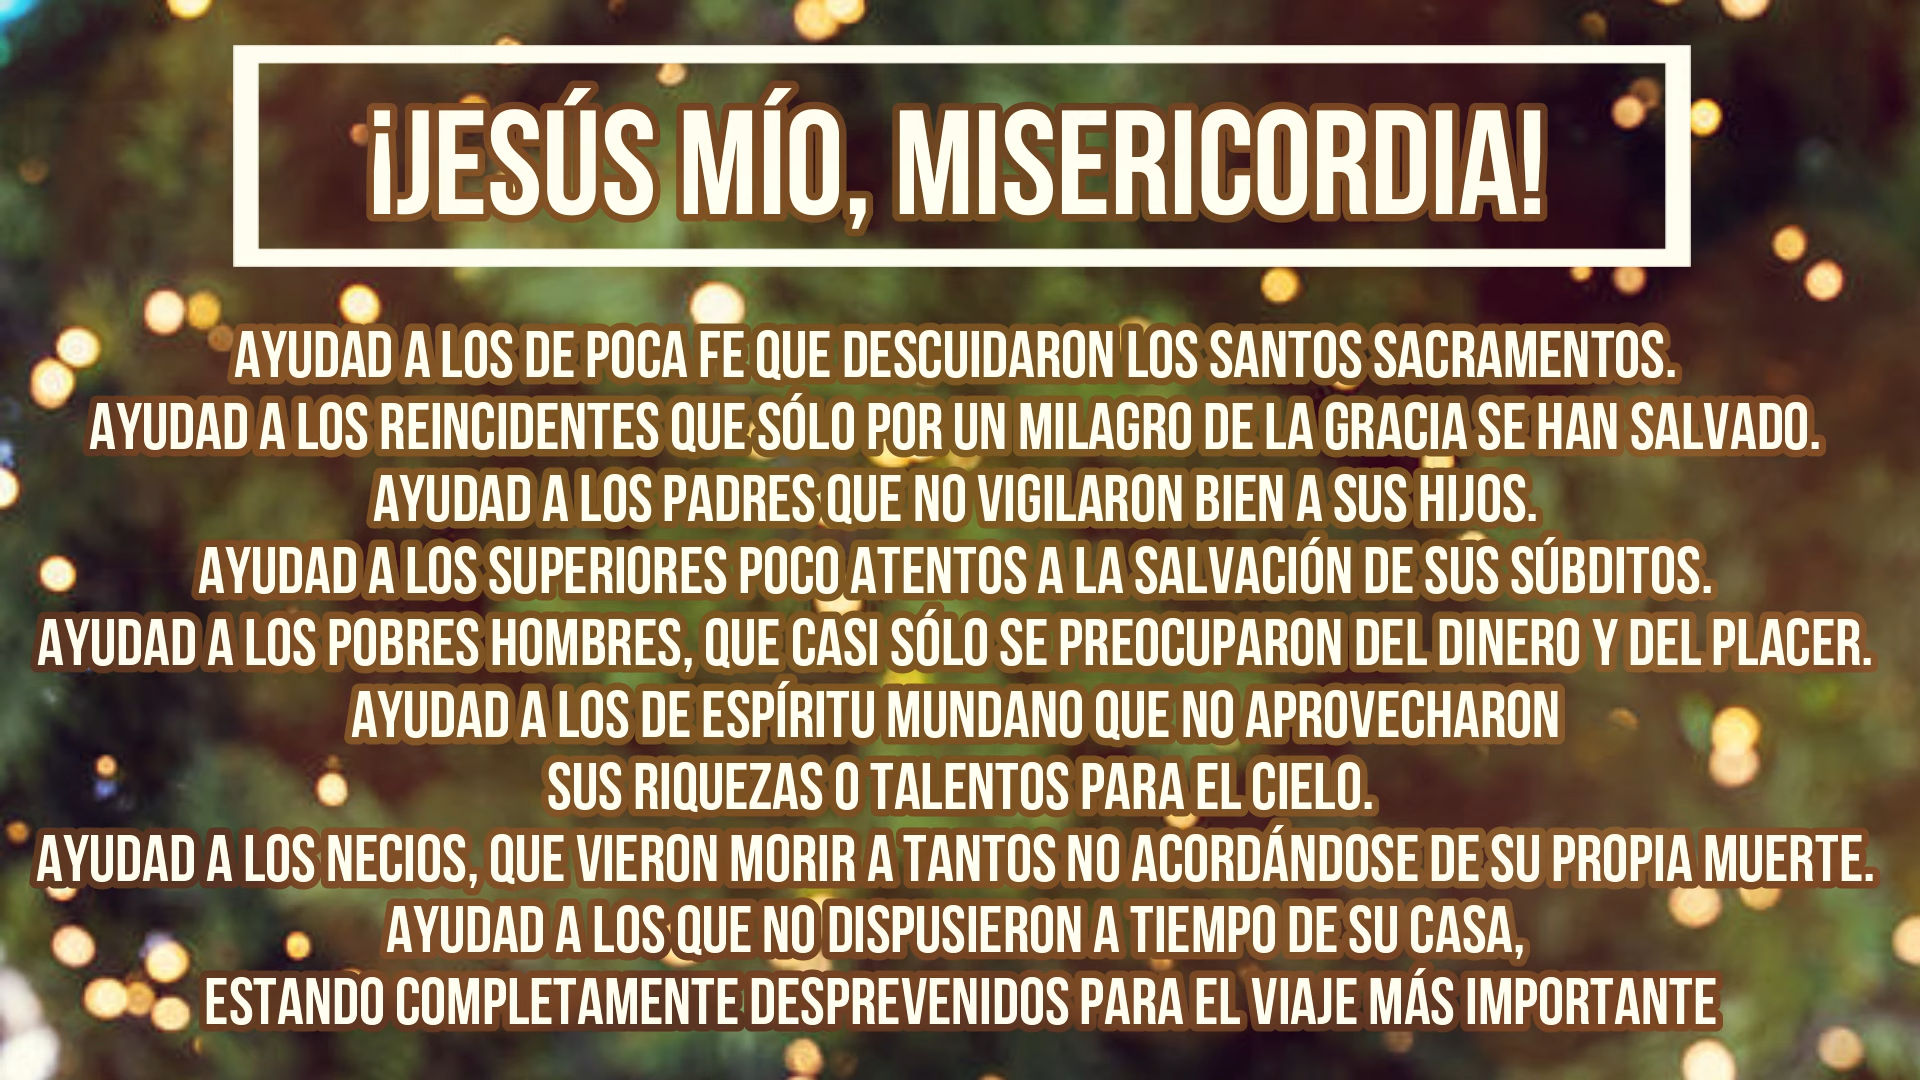 ¡JESÚS MÍO, MISERICORDIA!
AYUDAD A LOS DE POCA FE QUE DESCUIDARON LOS SANTOS SACRAMENTOS.
AYUDAD A LOS REINCIDENTES QUE SÓLO POR UN MILAGRO DE LA GRACIA SE HAN SALVADO.
AYUDAD A LOS PADRES QUE NO VIGILARON BIEN A SUS HIJOS.
AYUDAD A LOS SUPERIORES POCO ATENTOS A LA SALVACIÓN DE SUS SÚBDITOS.
AYUDAD A LOS POBRES HOMBRES, QUE CASI SÓLO SE PREOCUPARON DEL DINERO Y DEL PLACER.
AYUDAD A LOS DE ESPÍRITU MUNDANO QUE NO APROVECHARON
SUS RIQUEZAS O TALENTOS PARA EL CIELO.
AYUDAD A LOS NECIOS, QUE VIERON MORIR A TANTOS NO ACORDÁNDOSE DE SU PROPIA MUERTE.
AYUDAD A LOS QUE NO DISPUSIERON A TIEMPO DE SU CASA,
ESTANDO COMPLETAMENTE DESPREVENIDOS PARA EL VIAJE MÁS IMPORTANTE